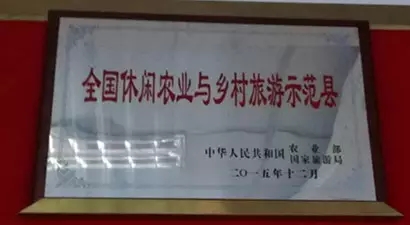 全国休闲农业与乡村旅游示范县
中华人民共和国 农业部
国家旅游局
二〇一五年十二月